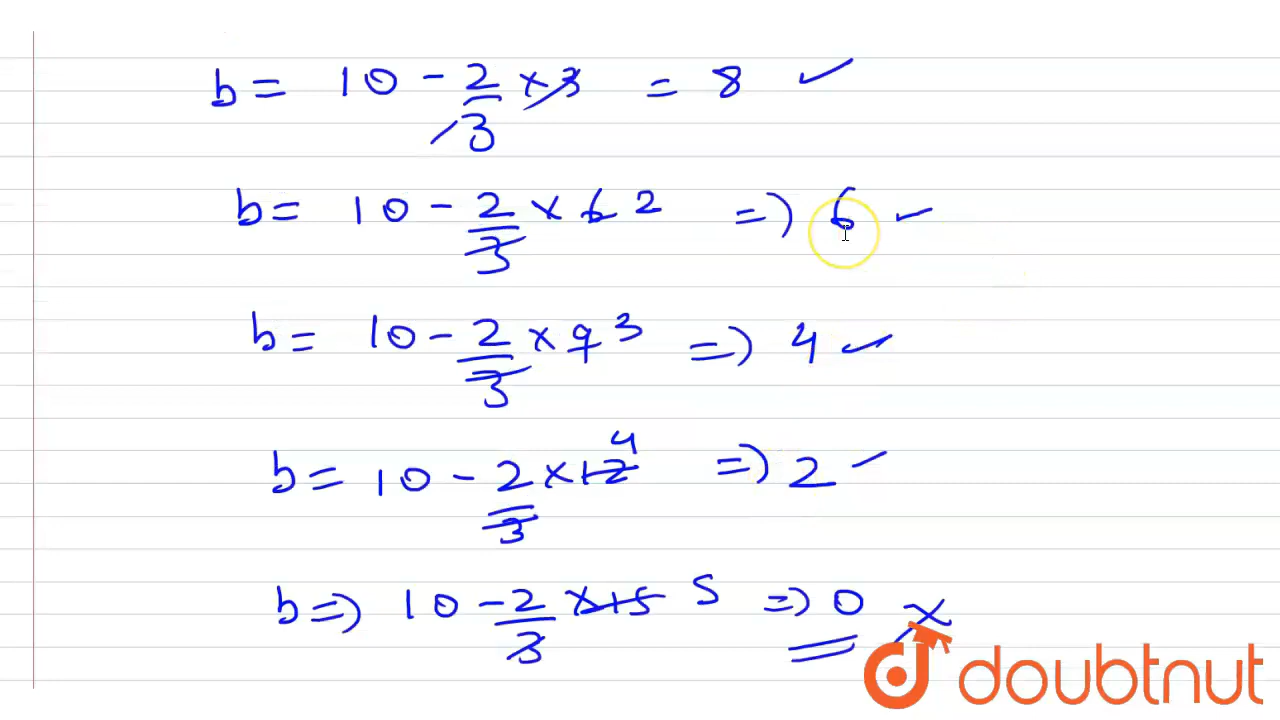 b = 10 - 2/3 × 3 = 8 ✓
b = 10 - 2/3 × 6 2 => 6 ✓
b = 10 - 2/3 × 9 3 => 4 ✓
b = 10 - 2/3 × 12 4 => 2 ✓
b => 10 - 2/3 × 15 5 => 0 ×
doubtnut